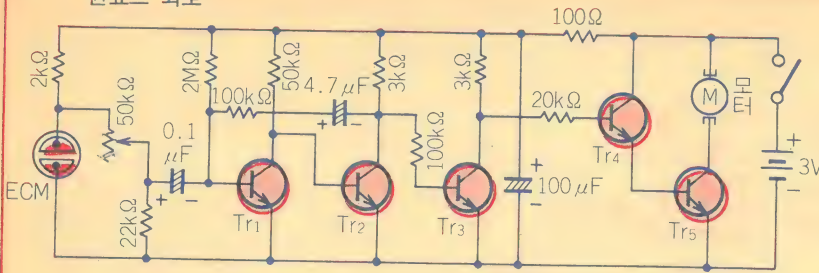 100Ω
2kΩ
50kΩ
0.1
μF
2MΩ
100kΩ
50kΩ
4.7μF
3kΩ
100kΩ
3kΩ
20kΩ
M
모터
ECM
+ -
22kΩ
Tr1
+ -
Tr2
Tr3
+
100μF
-
Tr4
Tr5
+
3V
-